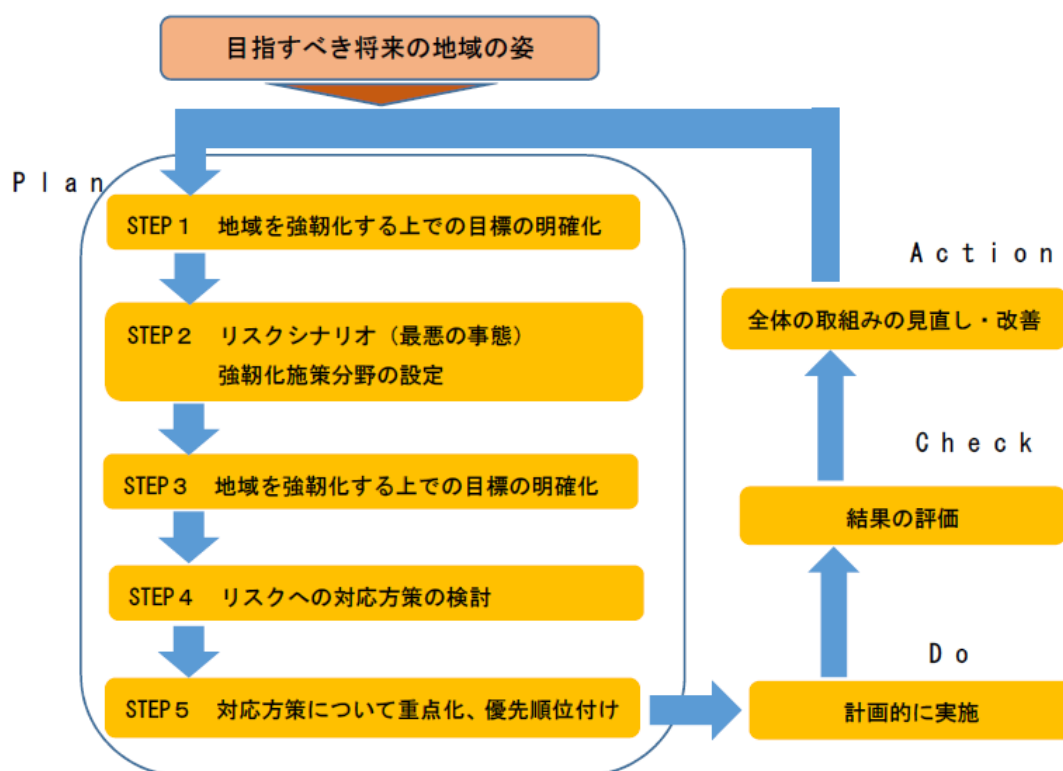 目指すべき将来の地域の姿
Plan
STEP1 地域を強靭化する上での目標の明確化
STEP2 リスクシナリオ(最悪の事態)
強靭化施策分野の設定
STEP3 地域を強靭化する上での目標の明確化
STEP4 リスクへの対応方策の検討
STEP5 対応方策について重点化、優先順位付け
Action
全体の取組みの見直し・改善
Check
結果の評価
Do
計画的に実施